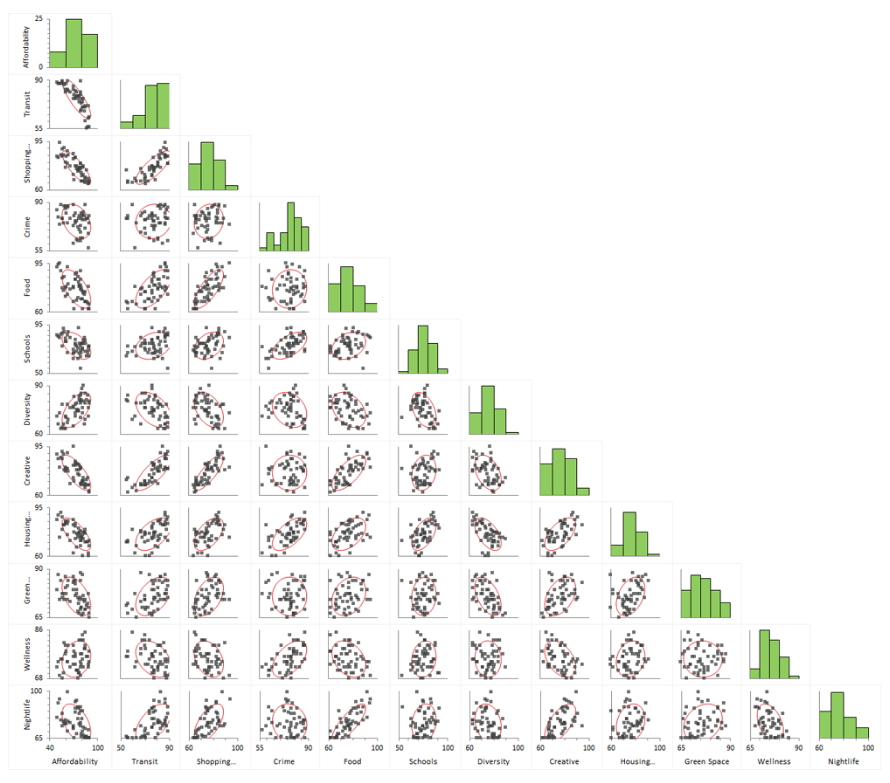 Affordability 25 0 40 100
Transit 90 55
Shopping... 95 60
Crime 90 55
Food 95 60
Schools 95 50
Diversity 90 60
Creative 95 60
Housing... 95 60
Green... 90 65
Wellness 86 68
Nightlife 100 65
40 100 50 90 60 100 55 90 60 100 50 100 60 100 60 100 60 100 65 90 65 90 60 100
Affordability Transit Shopping... Crime Food Schools Diversity Creative Housing... Green Space Wellness Nightlife